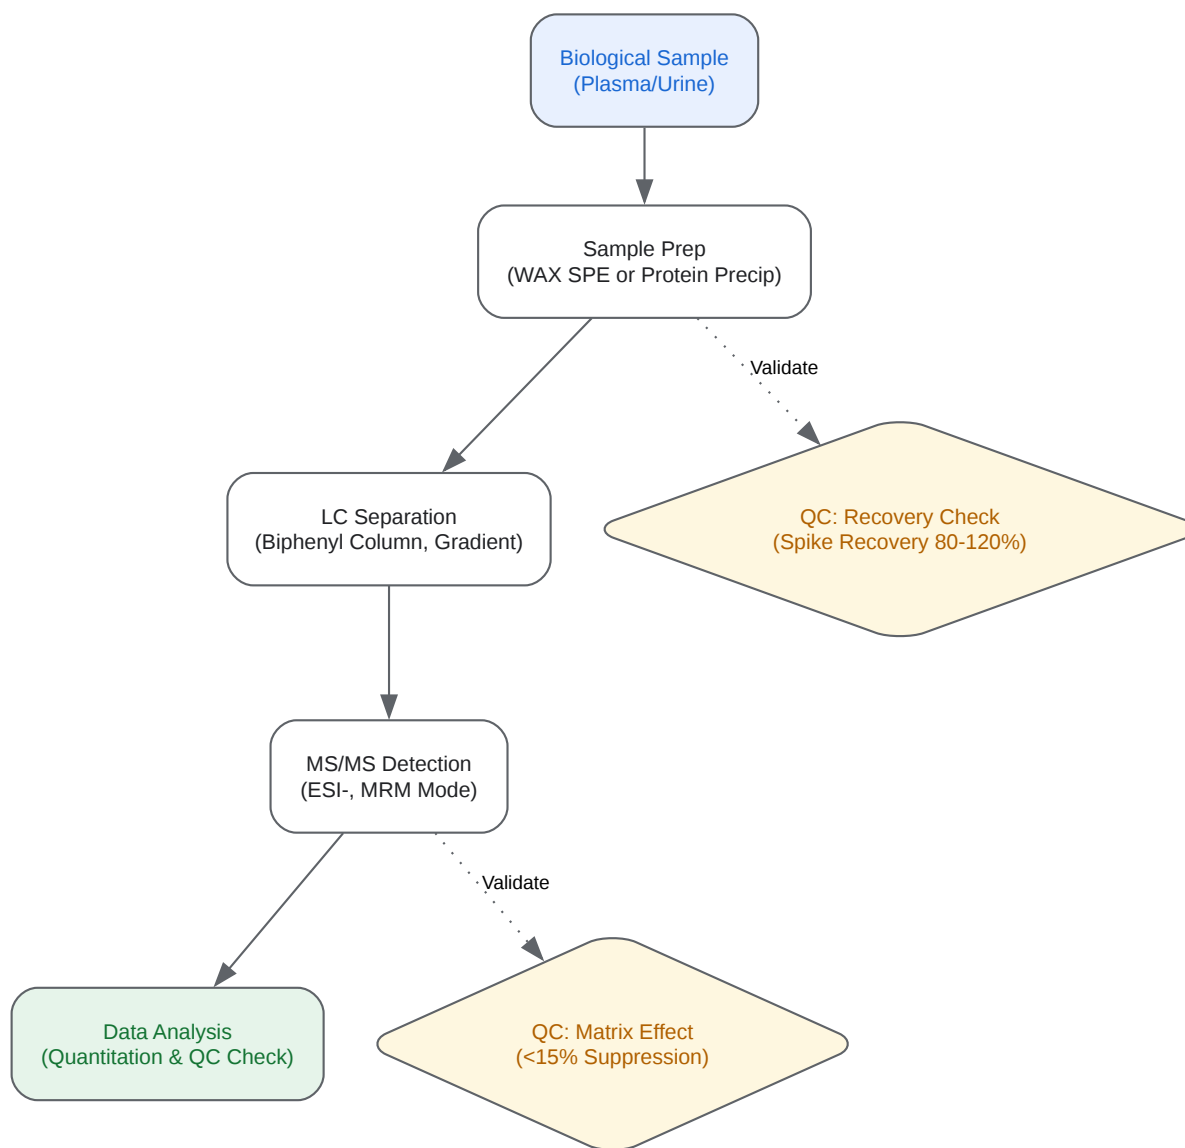 Biological Sample
(Plasma/Urine)
Sample Prep
(WAX SPE or Protein Precip)
Validate
LC Separation
(Biphenyl Column, Gradient)
QC: Recovery Check
(Spike Recovery 80-120%)
MS/MS Detection
(ESI-, MRM Mode)
Validate
Data Analysis
(Quantitation & QC Check)
QC: Matrix Effect
(<15% Suppression)